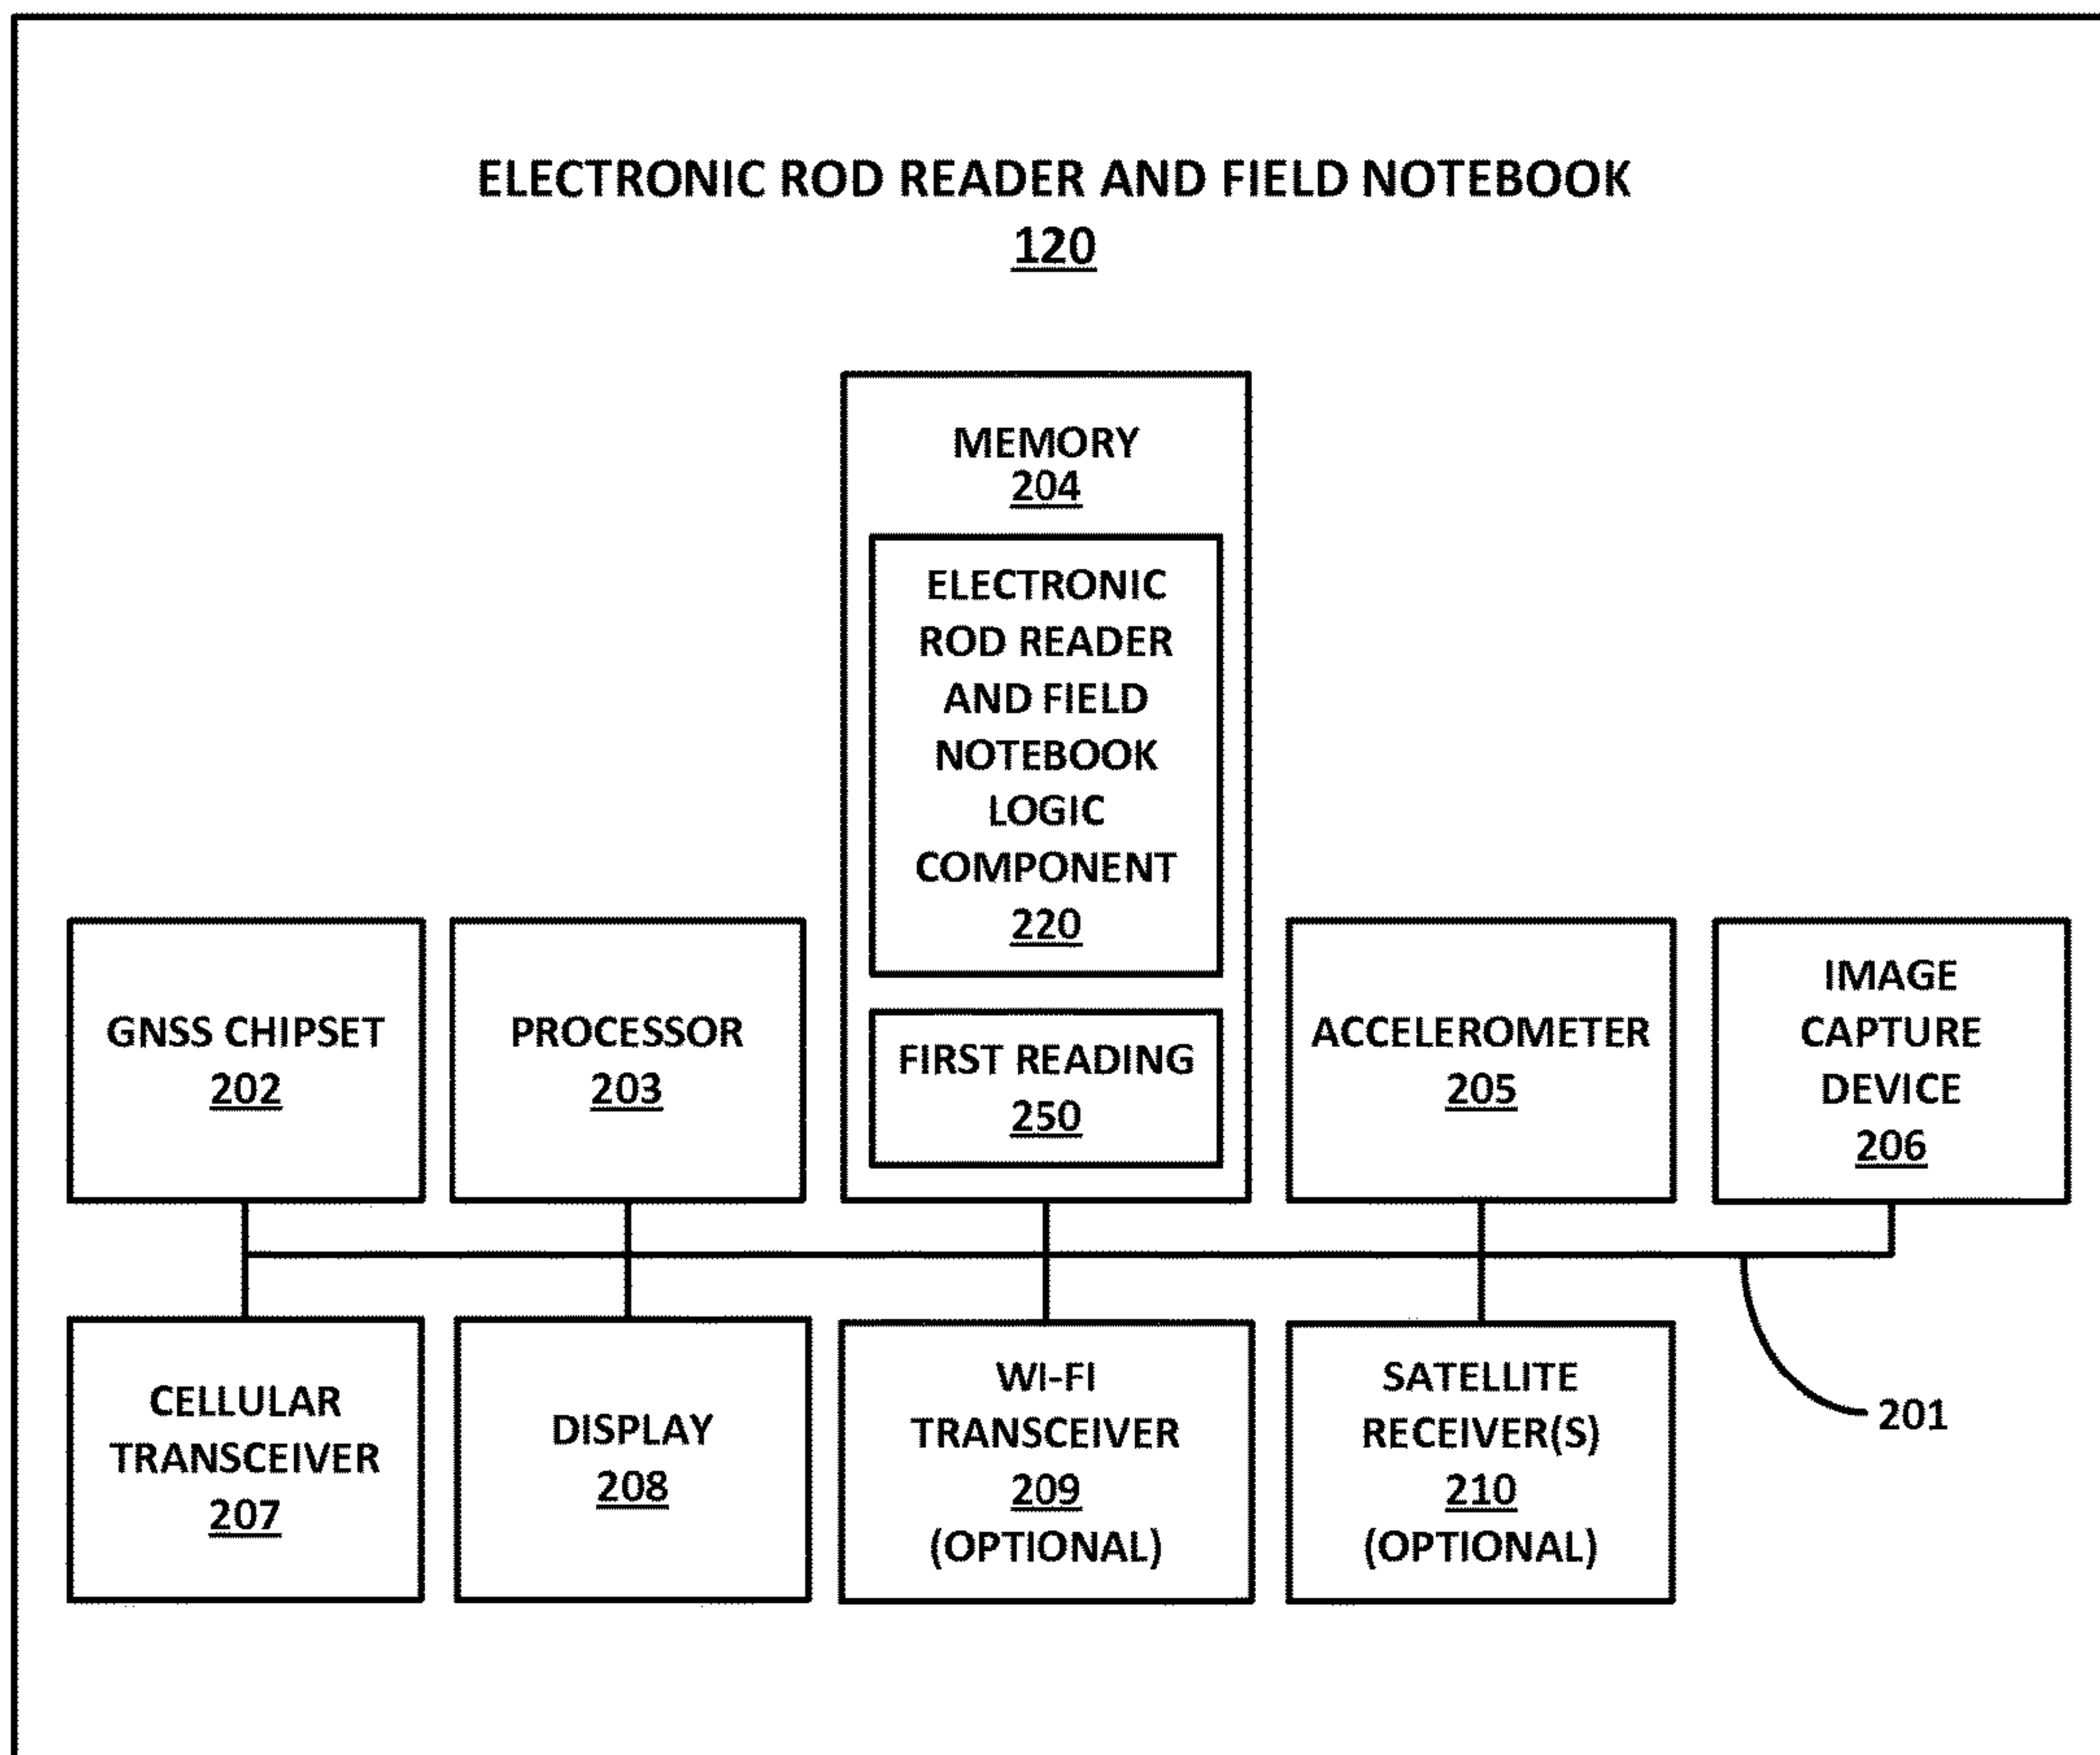 ELECTRONIC ROD READER AND FIELD NOTEBOOK
120
MEMORY
204
ELECTRONIC
ROD READER
AND FIELD
NOTEBOOK
LOGIC
COMPONENT
220
FIRST READING
250
GNSS CHIPSET
202
PROCESSOR
203
ACCELEROMETER
205
IMAGE
CAPTURE
DEVICE
206
CELLULAR
TRANSCEIVER
207
DISPLAY
208
WI-FI
TRANSCEIVER
209
(OPTIONAL)
SATELLITE
RECEIVER(S)
210
(OPTIONAL)
201